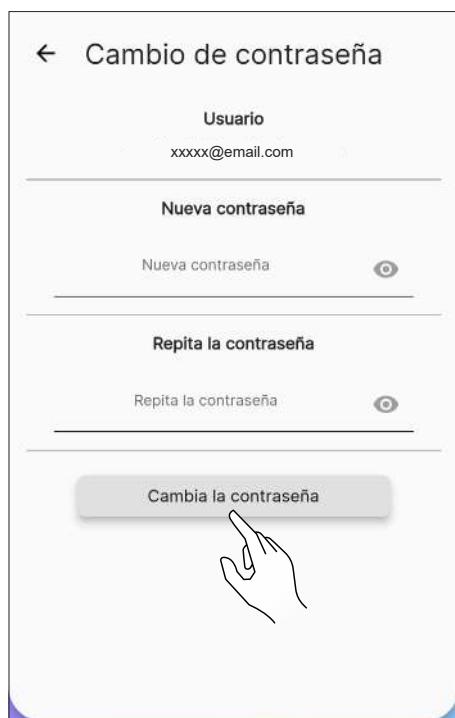 Cambio de contraseña
Usuario
xxxxx@email.com
Nueva contraseña
Nueva contraseña
Repita la contraseña
Repita la contraseña
Cambia la contraseña